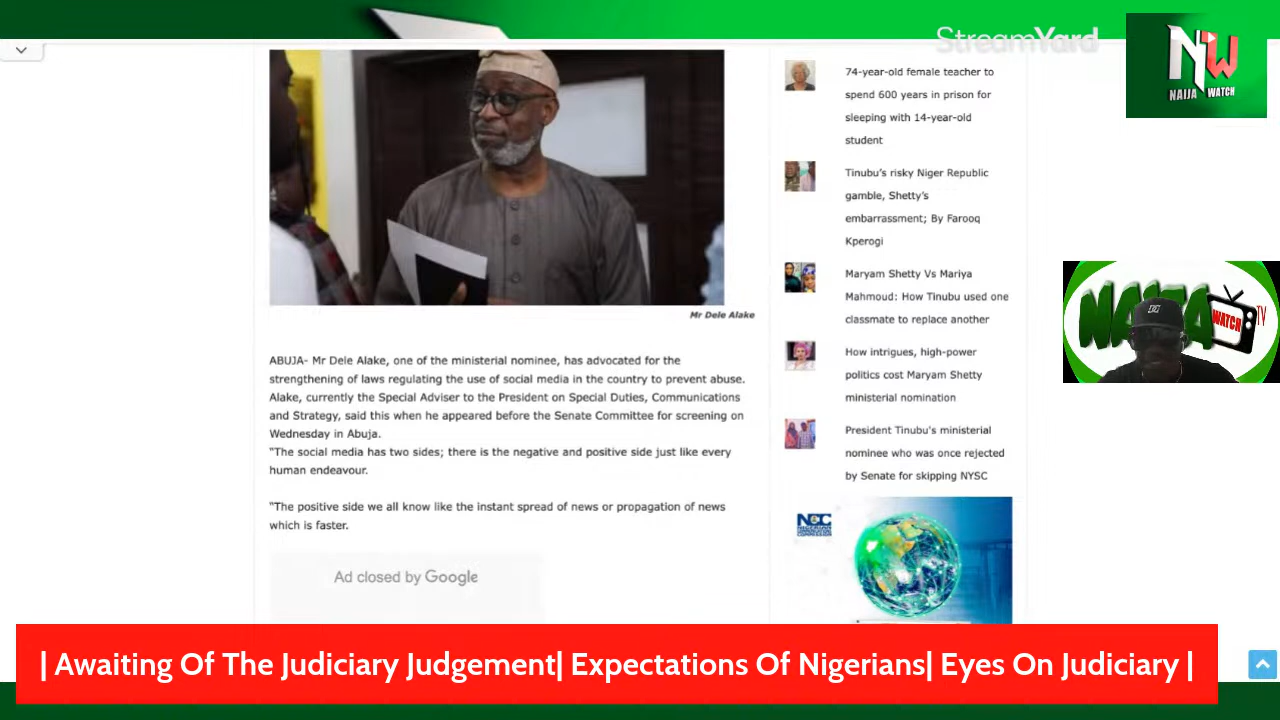 StreamYard
NW
NAIJA WATCH
Mr Dele Alake
ABUJA- Mr Dele Alake, one of the ministerial nominee, has advocated for the
strengthening of laws regulating the use of social media in the country to prevent abuse.
Alake, currently the Special Adviser to the President on Special Duties, Communications
and Strategy, said this when he appeared before the Senate Committee for screening on
Wednesday in Abuja.
"The social media has two sides; there is the negative and positive side just like every
human endeavour.
"The positive side we all know like the instant spread of news or propagation of news
which is faster.
Ad closed by Google
74-year-old female teacher to
spend 600 years in prison for
sleeping with 14-year-old
student
Tinubu's risky Niger Republic
gamble, Shetty's
embarrassment; By Farooq
Kperogi
Maryam Shetty Vs Mariya
Mahmoud: How Tinubu used one
classmate to replace another
How intrigues, high-power
politics cost Maryam Shetty
ministerial nomination
President Tinubu's ministerial
nominee who was once rejected
by Senate for skipping NYSC
NCC
NIGERIAN
COMMUNICATIONS
COMMISSION
NAIJA
WATCH
TV
| Awaiting Of The Judiciary Judgement| Expectations Of Nigerians| Eyes On Judiciary |